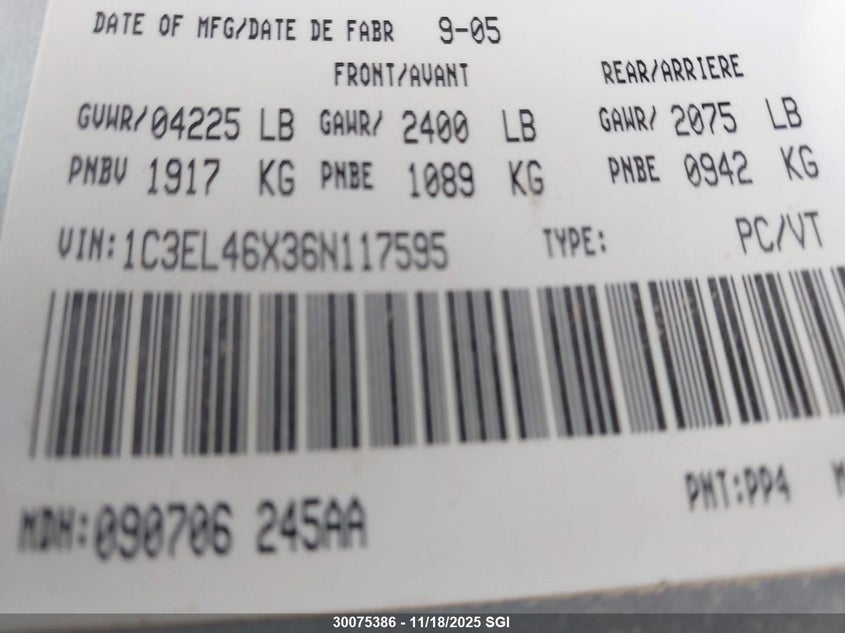 DATE OF MFG/DATE DE FABR 9-05
FRONT/AVANT REAR/ARRIERE
GVWR/04225 LB GAWR/ 2400 LB GAWR/ 2075 LB
PNBV 1917 KG PNBE 1089 KG PNBE 0942 KG
VIN:1C3EL46X36N117595 TYPE: PC/VT
PNT:PP4
MDH:090706 245AA
30075386 - 11/18/2025 SGI